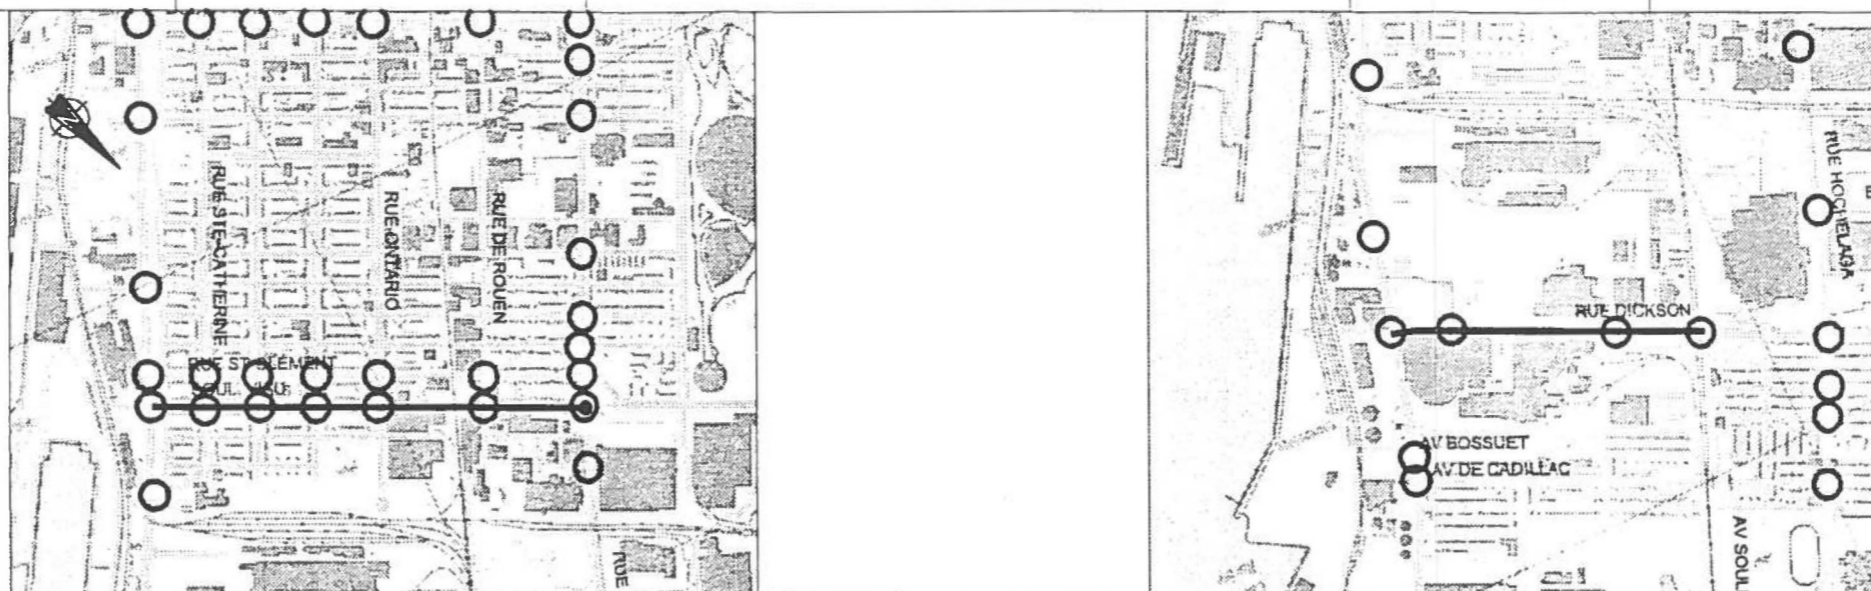 RUE STE-CATHERINE
RUE ONTARIO
RUE DE ROUEN
RUE ST-CLÉMENT
RUE
RUE HOCHELAGA
RUE DICKSON
AV BOSSUET
AV DE CADILLAC